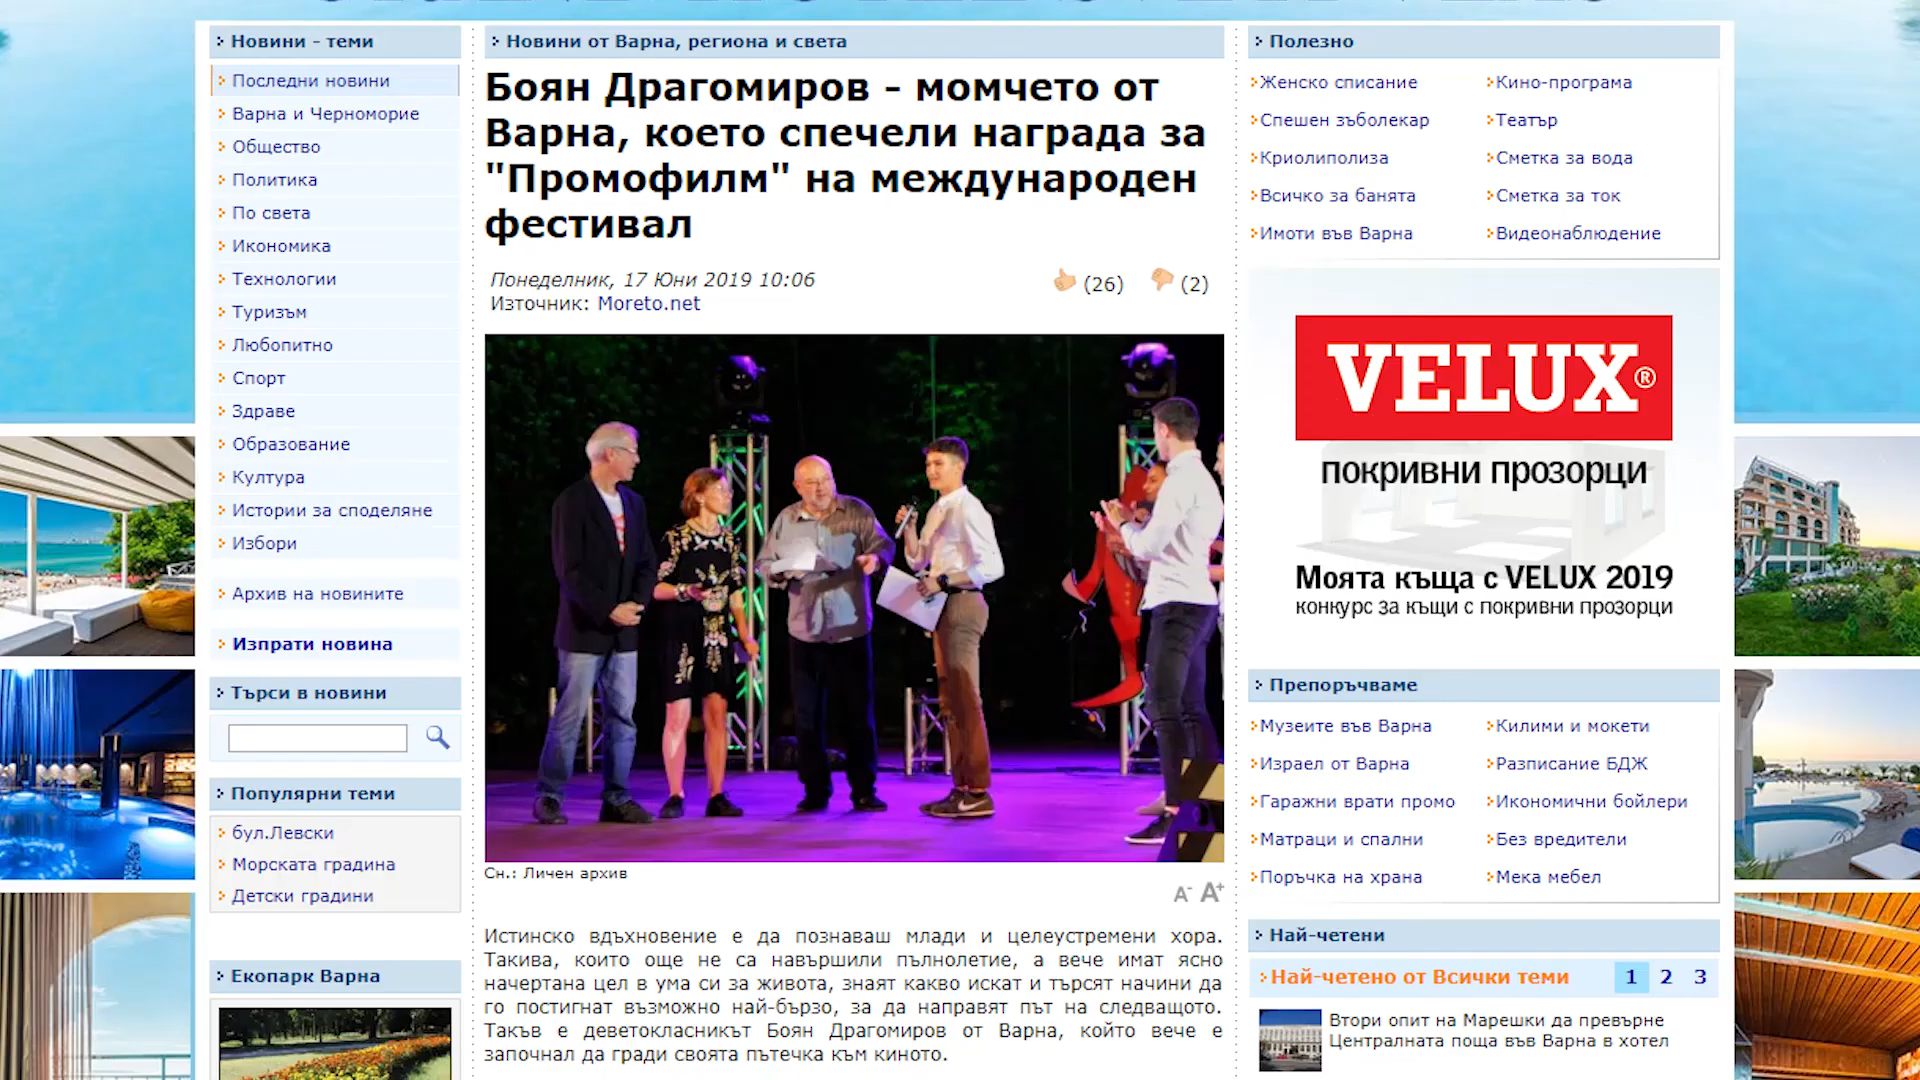 Новини - теми
Последни новини
Варна и Черноморие
Общество
Политика
По света
Икономика
Технологии
Туризъм
Любопитно
Спорт
Здраве
Образование
Култура
Истории за споделяне
Избори
Архив на новините
Изпрати новина
Търси в новини
Популярни теми
бул.Левски
Морската градина
Детски градини
Екопарк Варна
Новини от Варна, региона и света
Боян Драгомиров - момчето от
Варна, което спечели награда за
"Промофилм" на международен
фестивал
Понеделник, 17 Юни 2019 10:06
(26)
(2)
Източник: Moreto.net
Сн.: Личен архив
A- A+
Истинско вдъхновение е да познаваш млади и целеустремени хора.
Такива, които още не са навършили пълнолетие, а вече имат ясно
начертана цел в ума си за живота, знаят какво искат и търсят начини да
го постигнат възможно най-бързо, за да направят път на следващото.
Такъв е деветокласникът Боян Драгомиров от Варна, който вече е
започнал да гради своята пътечка към киното.
Полезно
Женско списание
Кино-програма
Спешен зъболекар
Театър
Криолиполиза
Сметка за вода
Всичко за банята
Сметка за ток
Имоти във Варна
Видеонаблюдение
VELUX®
покривни прозорци
Моята къща с VELUX 2019
конкурс за къщи с покривни прозорци
Препоръчваме
Музеите във Варна
Килими и мокети
Израел от Варна
Разписание БДЖ
Гаражни врати промо
Икономични бойлери
Матраци и спални
Без вредители
Поръчка на храна
Мека мебел
Най-четени
Най-четено от Всички теми
1 2 3
Втори опит на Марешки да превърне
Централната поща във Варна в хотел